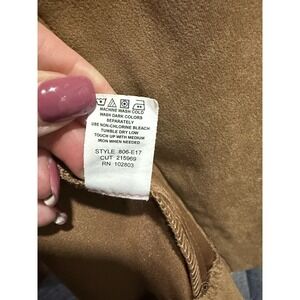 MACHINE WASH COLD
WASH DARK COLORS
SEPARATELY
USE NON-CHLORINE BLEACH
TUMBLE DRY LOW
TOUCH UP WITH MEDIUM
IRON WHEN NEEDED
STYLE 806-E17
CUT 215969
RN 102803